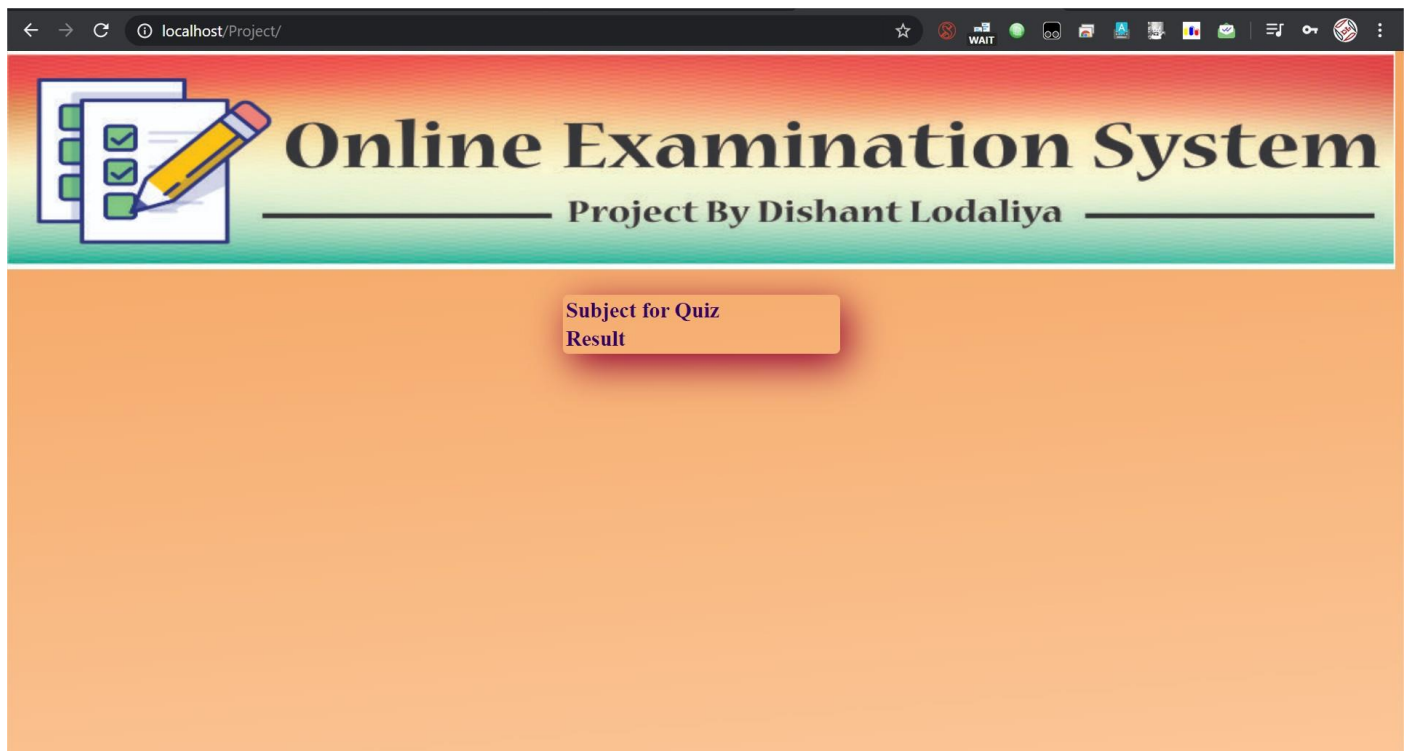 localhost/Project/
WAIT
Online Examination System
Project By Dishant Lodaliya
Subject for Quiz
Result